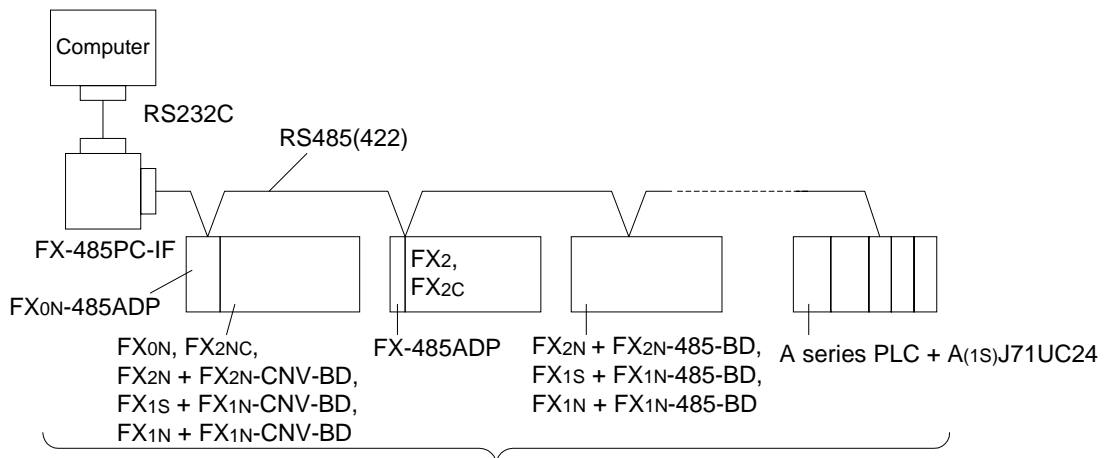 Computer
RS232C
RS485(422)
FX-485PC-IF
FX0N-485ADP
FX2,
FX2C
FX0N, FX2NC,
FX2N + FX2N-CNV-BD,
FX1S + FX1N-CNV-BD,
FX1N + FX1N-CNV-BD
FX-485ADP
FX2N + FX2N-485-BD,
FX1S + FX1N-485-BD,
FX1N + FX1N-485-BD
A series PLC + A(1S)J71UC24